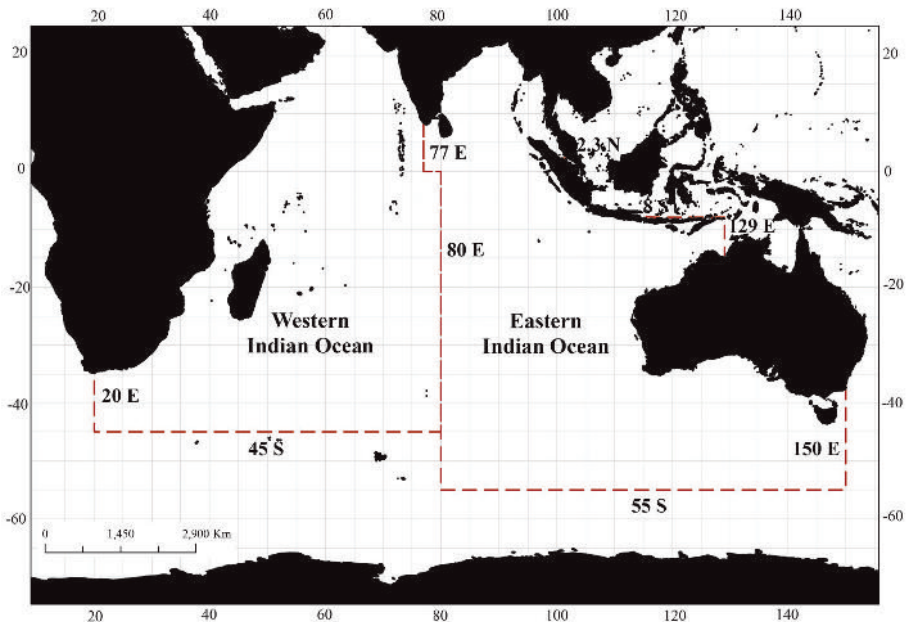 20 40 60 80 100 120 140
20 20
2.3 N
77 E
0 0
129 E
80 E
-20 -20
Western Eastern
Indian Ocean Indian Ocean
20 E
-40 -40
45 S 150 E
55 S
-60 -60
0 1,450 2,900 Km
20 40 60 80 100 120 140